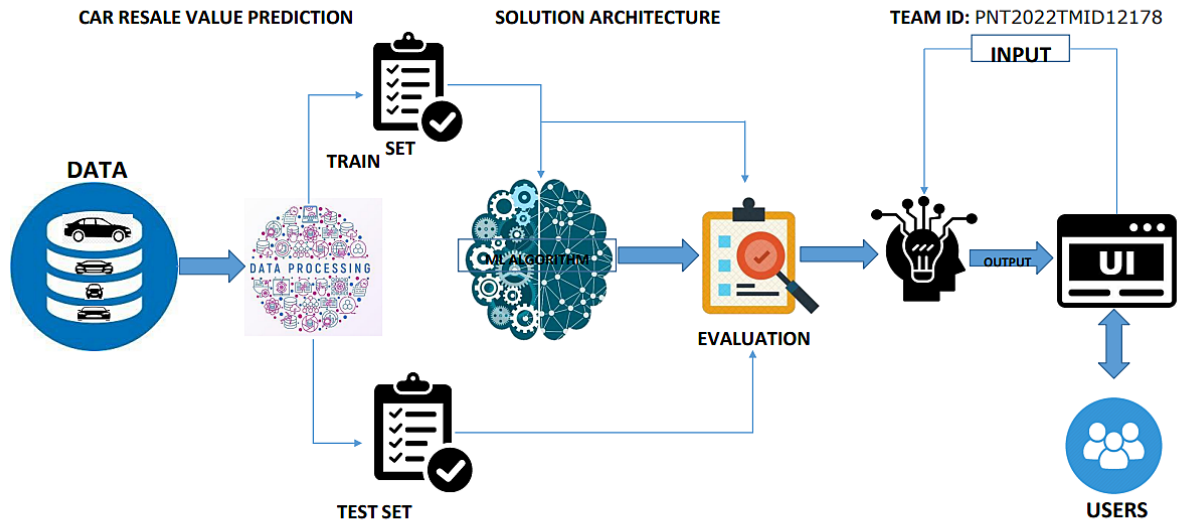 CAR RESALE VALUE PREDICTION
SOLUTION ARCHITECTURE
TEAM ID: PNT2022TMID12178
INPUT
TRAIN SET
DATA
DATA PROCESSING
ML ALGORITHM
OUTPUT
UI
EVALUATION
TEST SET
USERS